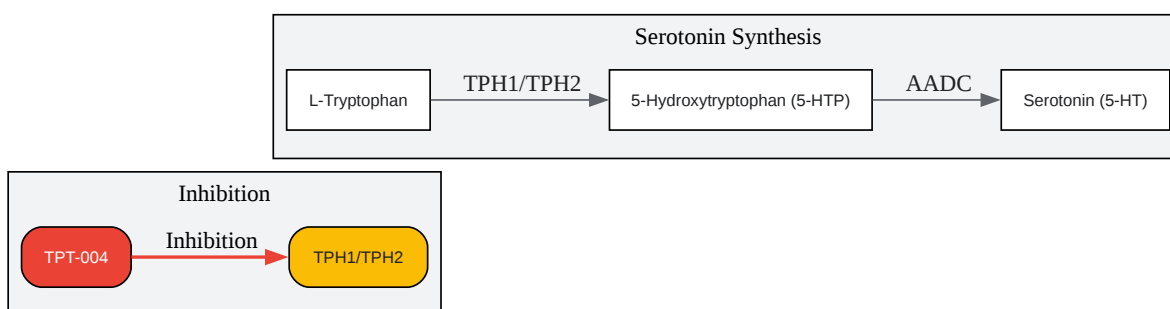 Serotonin Synthesis
L-Tryptophan
TPH1/TPH2
5-Hydroxytryptophan (5-HTP)
AADC
Serotonin (5-HT)
Inhibition
TPT-004
Inhibition
TPH1/TPH2